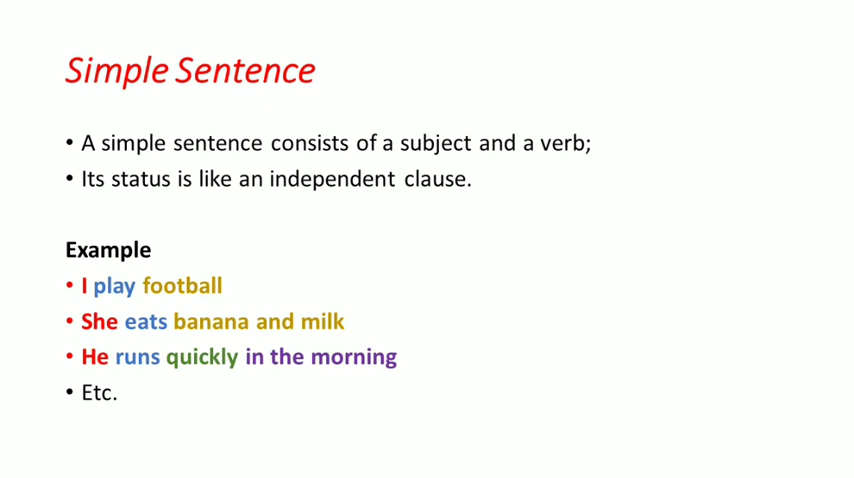 Simple Sentence
• A simple sentence consists of a subject and a verb;
• Its status is like an independent clause.
Example
• I play football
• She eats banana and milk
• He runs quickly in the morning
• Etc.